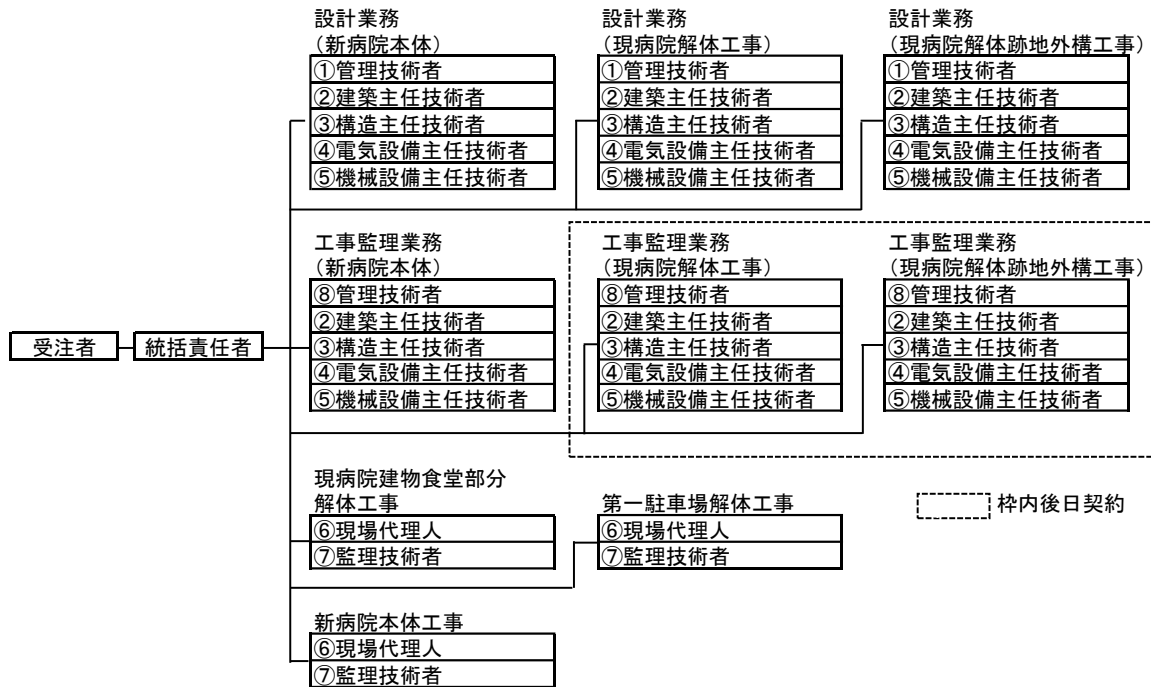 設計業務
(新病院本体)
①管理技術者
②建築主任技術者
③構造主任技術者
④電気設備主任技術者
⑤機械設備主任技術者
設計業務
(現病院解体工事)
①管理技術者
②建築主任技術者
③構造主任技術者
④電気設備主任技術者
⑤機械設備主任技術者
設計業務
(現病院解体跡地外構工事)
①管理技術者
②建築主任技術者
③構造主任技術者
④電気設備主任技術者
⑤機械設備主任技術者
受注者
統括責任者
工事監理業務
(新病院本体)
⑧管理技術者
②建築主任技術者
③構造主任技術者
④電気設備主任技術者
⑤機械設備主任技術者
工事監理業務
(現病院解体工事)
⑧管理技術者
②建築主任技術者
③構造主任技術者
④電気設備主任技術者
⑤機械設備主任技術者
工事監理業務
(現病院解体跡地外構工事)
⑧管理技術者
②建築主任技術者
③構造主任技術者
④電気設備主任技術者
⑤機械設備主任技術者
現病院建物食堂部分
解体工事
⑥現場代理人
⑦監理技術者
第一駐車場解体工事
⑥現場代理人
⑦監理技術者
枠内後日契約
新病院本体工事
⑥現場代理人
⑦監理技術者